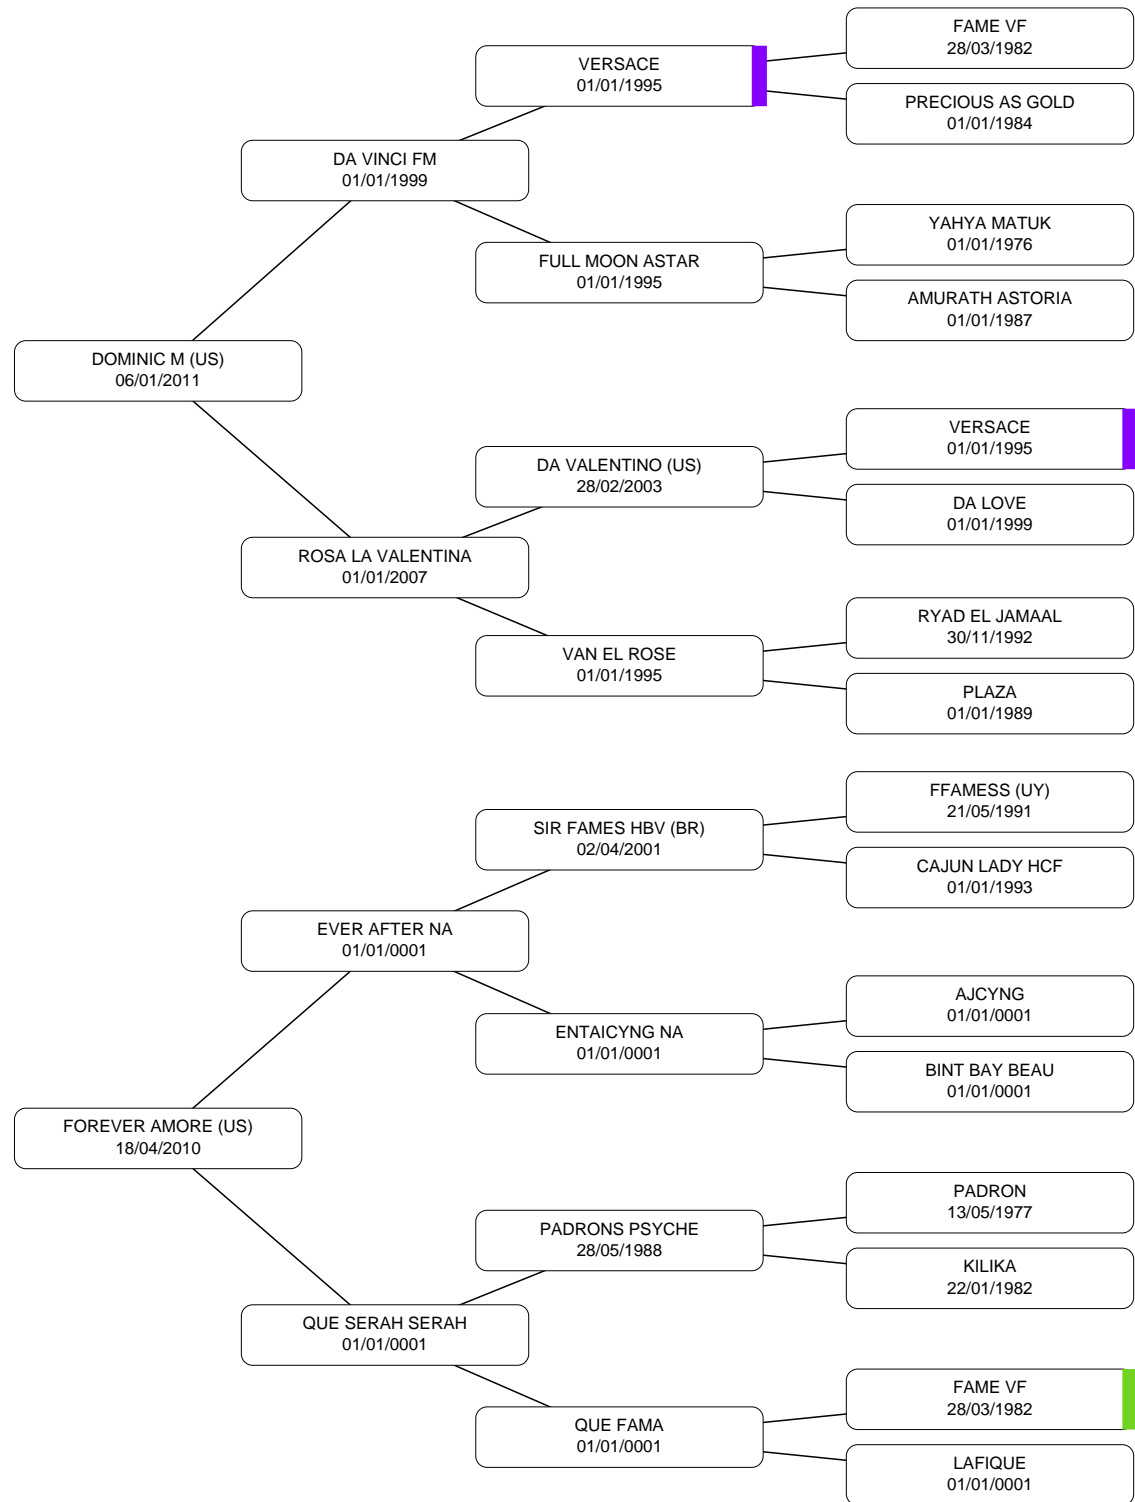 FAME VF
28/03/1982
VERSACE
01/01/1995
PRECIOUS AS GOLD
01/01/1984
DA VINCI FM
01/01/1999
YAHYA MATUK
01/01/1976
FULL MOON ASTAR
01/01/1995
AMURATH ASTORIA
01/01/1987
DOMINIC M (US)
06/01/2011
VERSACE
01/01/1995
DA VALENTINO (US)
28/02/2003
DA LOVE
01/01/1999
ROSA LA VALENTINA
01/01/2007
RYAD EL JAMAAL
30/11/1992
VAN EL ROSE
01/01/1995
PLAZA
01/01/1989
FFAMESS (UY)
21/05/1991
SIR FAMES HBV (BR)
02/04/2001
CAJUN LADY HCF
01/01/1993
EVER AFTER NA
01/01/0001
AJCYNG
01/01/0001
ENTAICYNG NA
01/01/0001
BINT BAY BEAU
01/01/0001
FOREVER AMORE (US)
18/04/2010
PADRON
13/05/1977
PADRONS PSYCHE
28/05/1988
KILIKA
22/01/1982
QUE SERAH SERAH
01/01/0001
FAME VF
28/03/1982
QUE FAMA
01/01/0001
LAFIQUE
01/01/0001